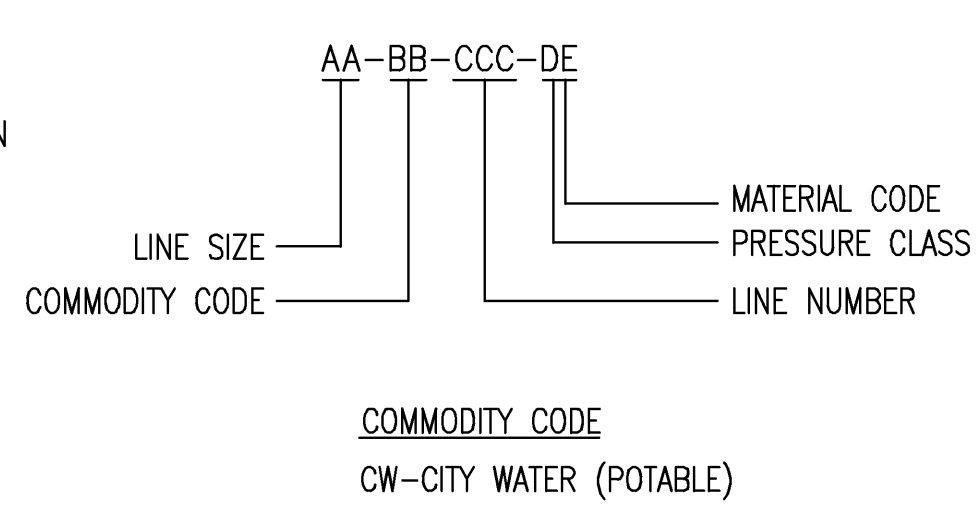 AA-BB-CCC-DE
N
MATERIAL CODE
PRESSURE CLASS
LINE SIZE
COMMODITY CODE
LINE NUMBER
COMMODITY CODE
CW-CITY WATER (POTABLE)